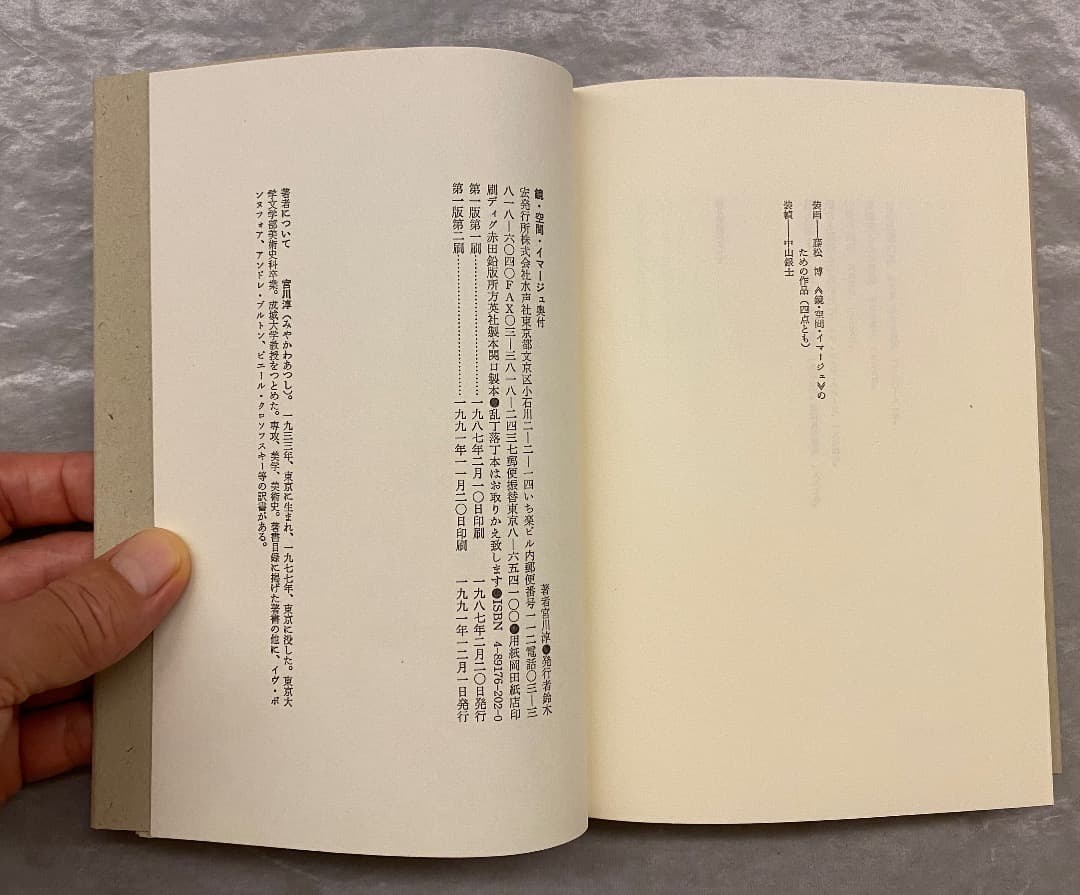 装画──藤松 博 《鏡・空間・イマージュ》の
ための作品(四点とも)
装幀──中山銀士
鏡・空間・イマージュ奥付 著者宮川淳●発行者鈴木
宏発行所株式会社水声社東京都文京区小石川二─二─一四いち楽ビル内郵便番号一一二電話〇三─三
八一八─六〇四〇FAX〇三─三八一八─二四三七郵便振替東京八─六五四一〇〇●用紙岡田紙店印
刷ディグ赤田鉛版所方英社製本関口製本●乱丁落丁本はお取りかえ致します●ISBN 4-89176-202-0
第一版第一刷……………………一九八七年二月一〇日印刷 一九八七年二月二〇日発行
第一版第二刷……………………一九九一年一一月二〇日印刷 一九九一年一二月一日発行
著者について 宮川淳(みやかわあつし)。一九三三年、東京に生まれ、一九七七年、東京に没した。東京大
学文学部美術史科卒業。成城大学教授をつとめた。専攻、美学、美術史。著書目録に掲げた著書の他に、イヴ・ボ
ンヌフォア、アンドレ・ブルトン、ピエール・クロソフスキー等の訳書がある。